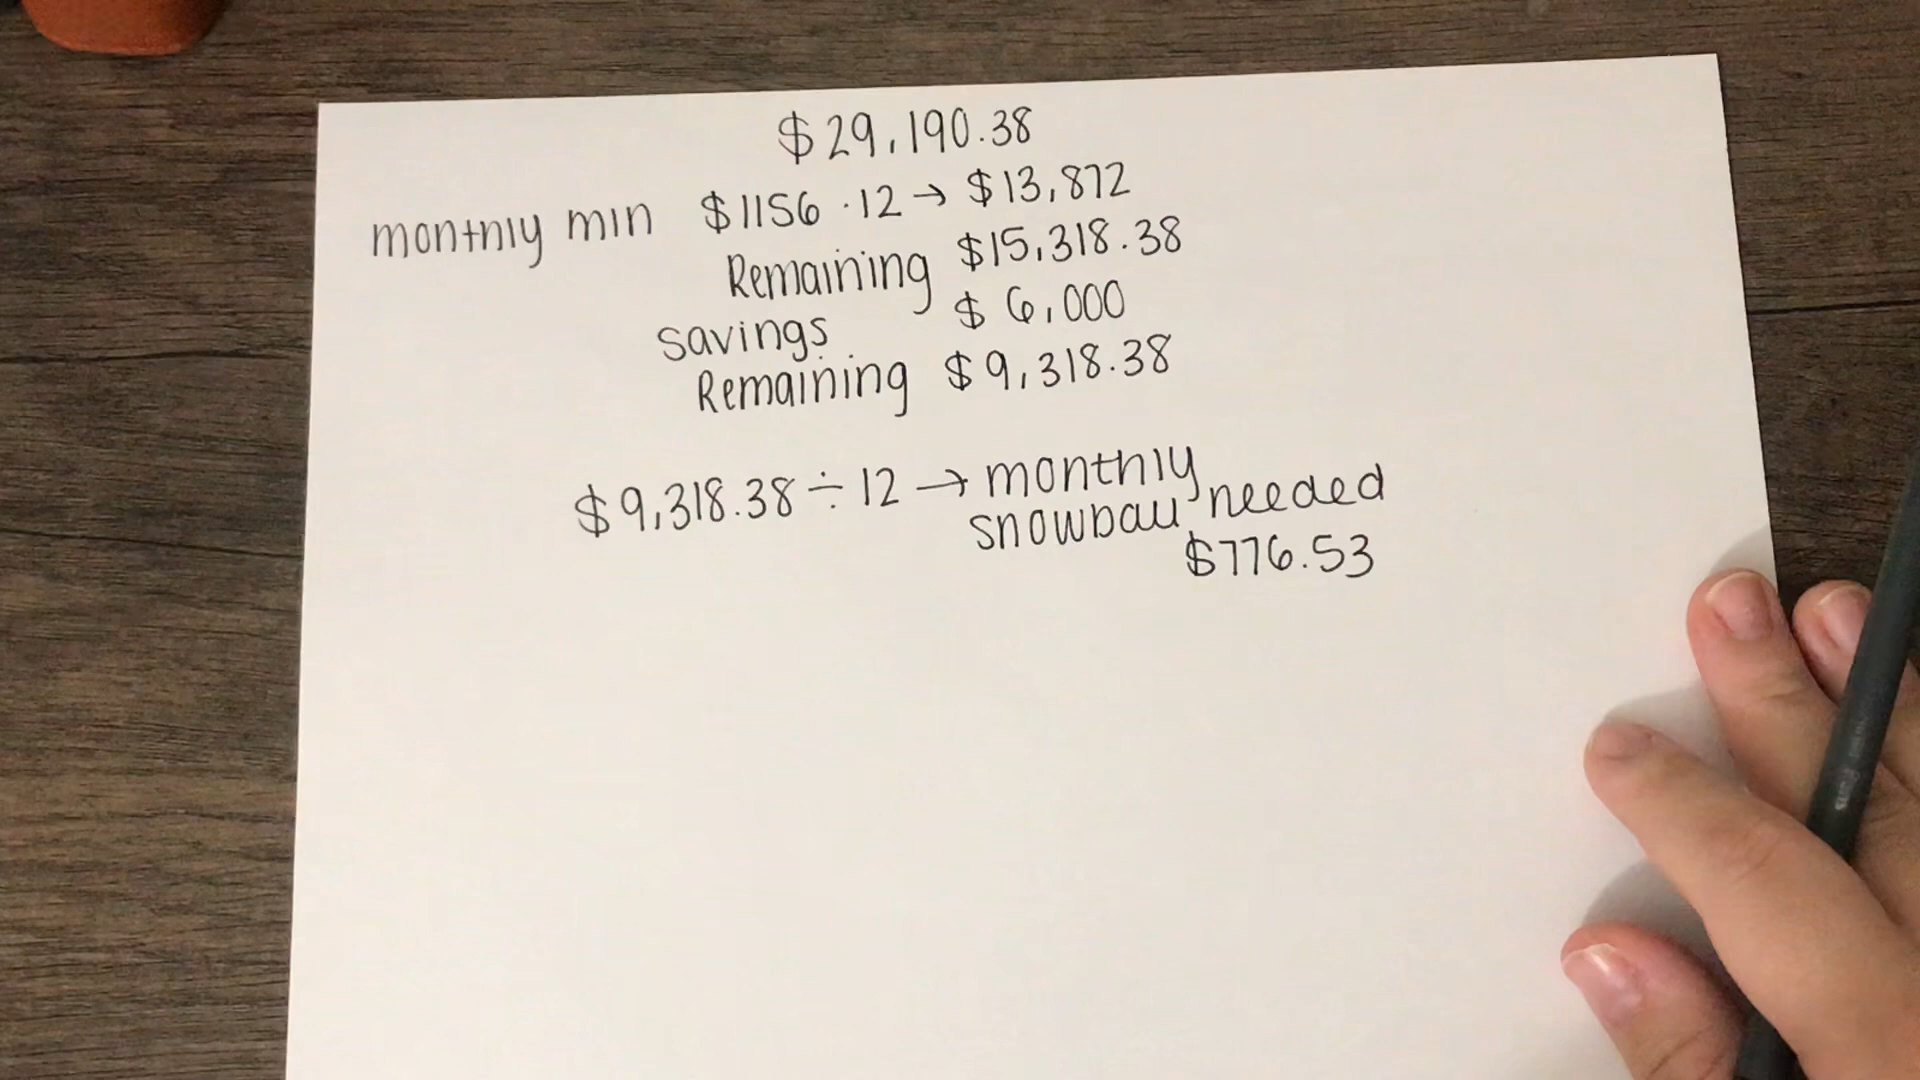 $29,190.38
monthly min $1156 · 12 → $13,872
Remaining $15,318.38
savings $6,000
Remaining $9,318.38
$9,318.38 ÷ 12 → monthly
snowball needed
$776.53